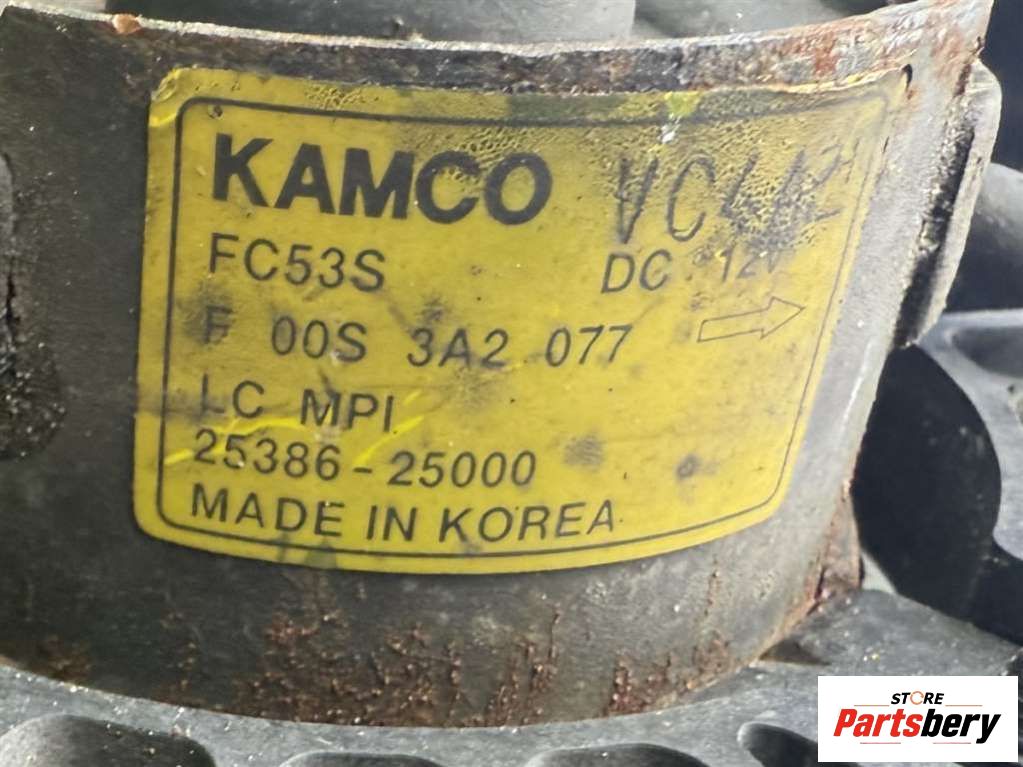 KAMCO
FC53S DC 12V
F 00S 3A2 077
LC MPI
25386-25000
MADE IN KOREA
STORE
Partsbery